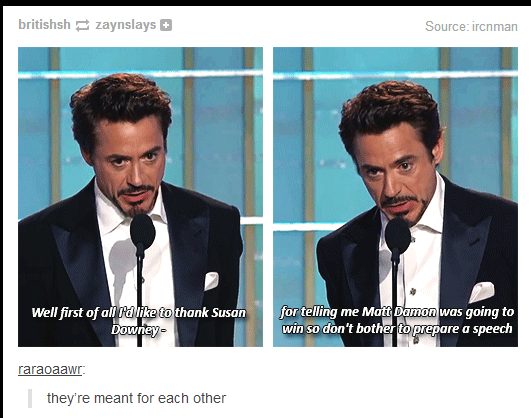 britishsh zaynslays
Source: ircnman
Well first of all I'd like to thank Susan
Downey -
for telling me Matt Damon was going to
win so don't bother to prepare a speech
raraoaawr:
they're meant for each other